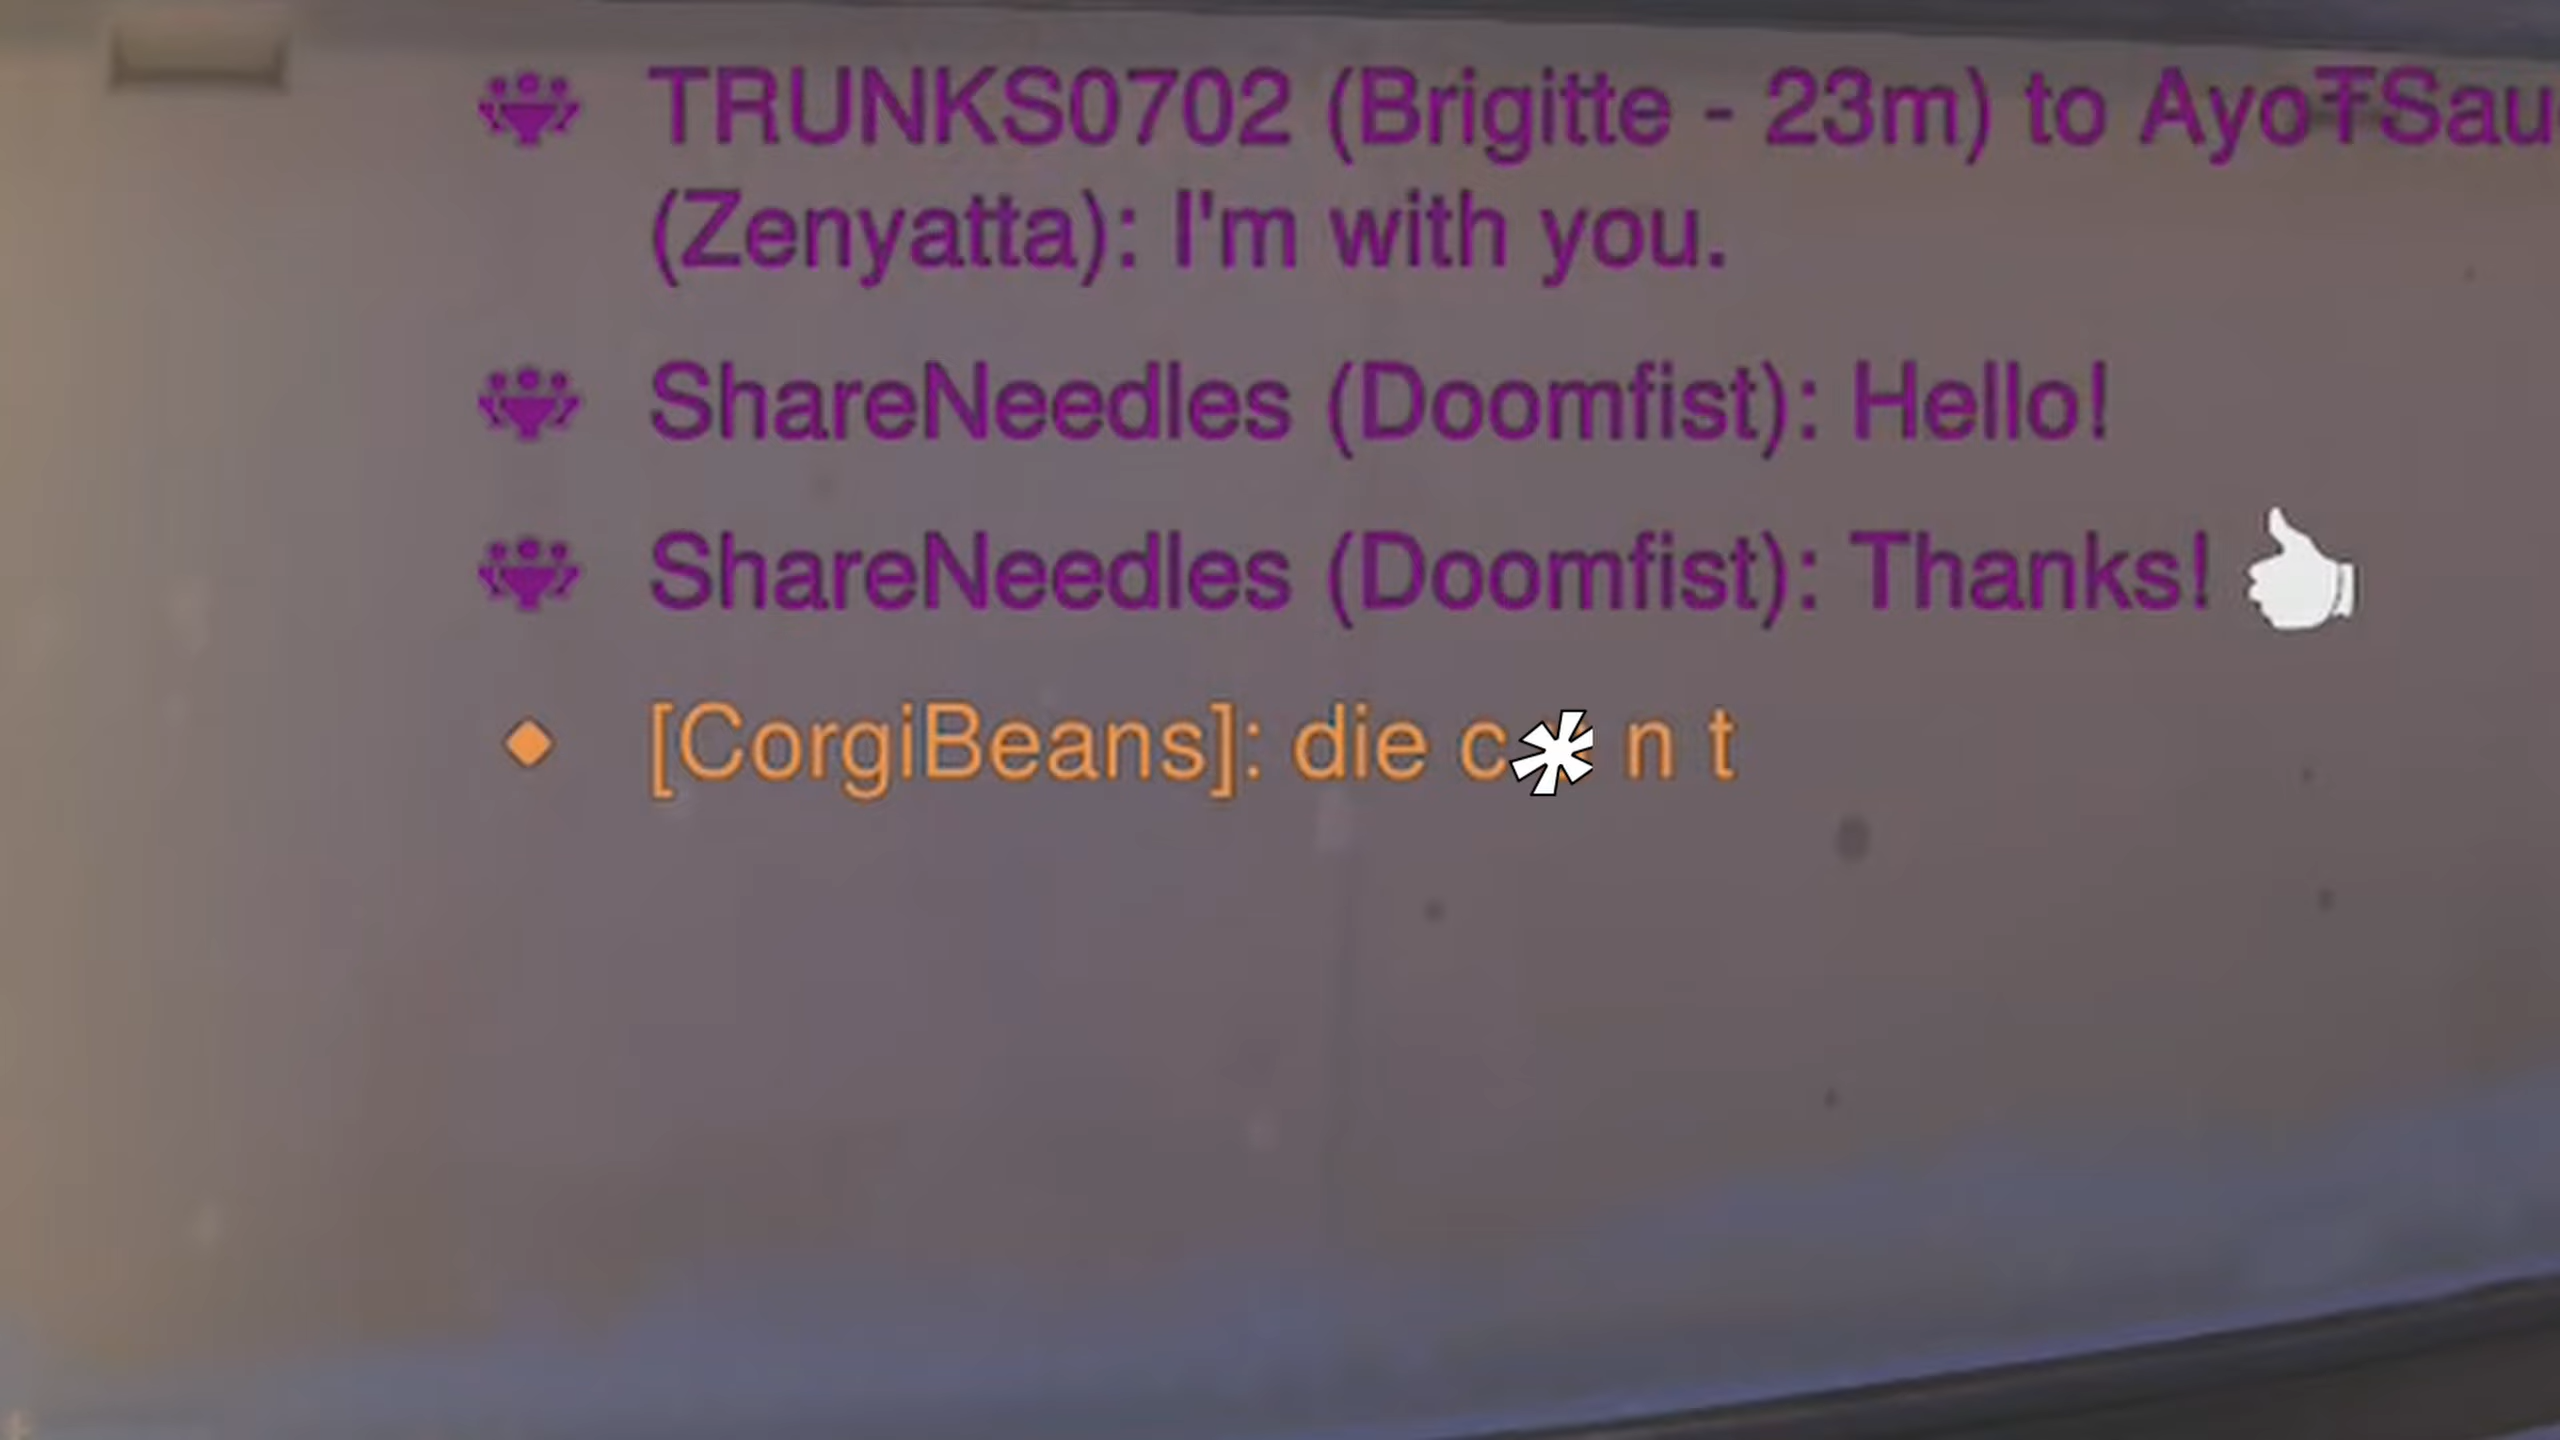 TRUNKS0702 (Brigitte - 23m) to AyoŦSau
(Zenyatta): I'm with you.
ShareNeedles (Doomfist): Hello!
ShareNeedles (Doomfist): Thanks!
[CorgiBeans]: die c* n t